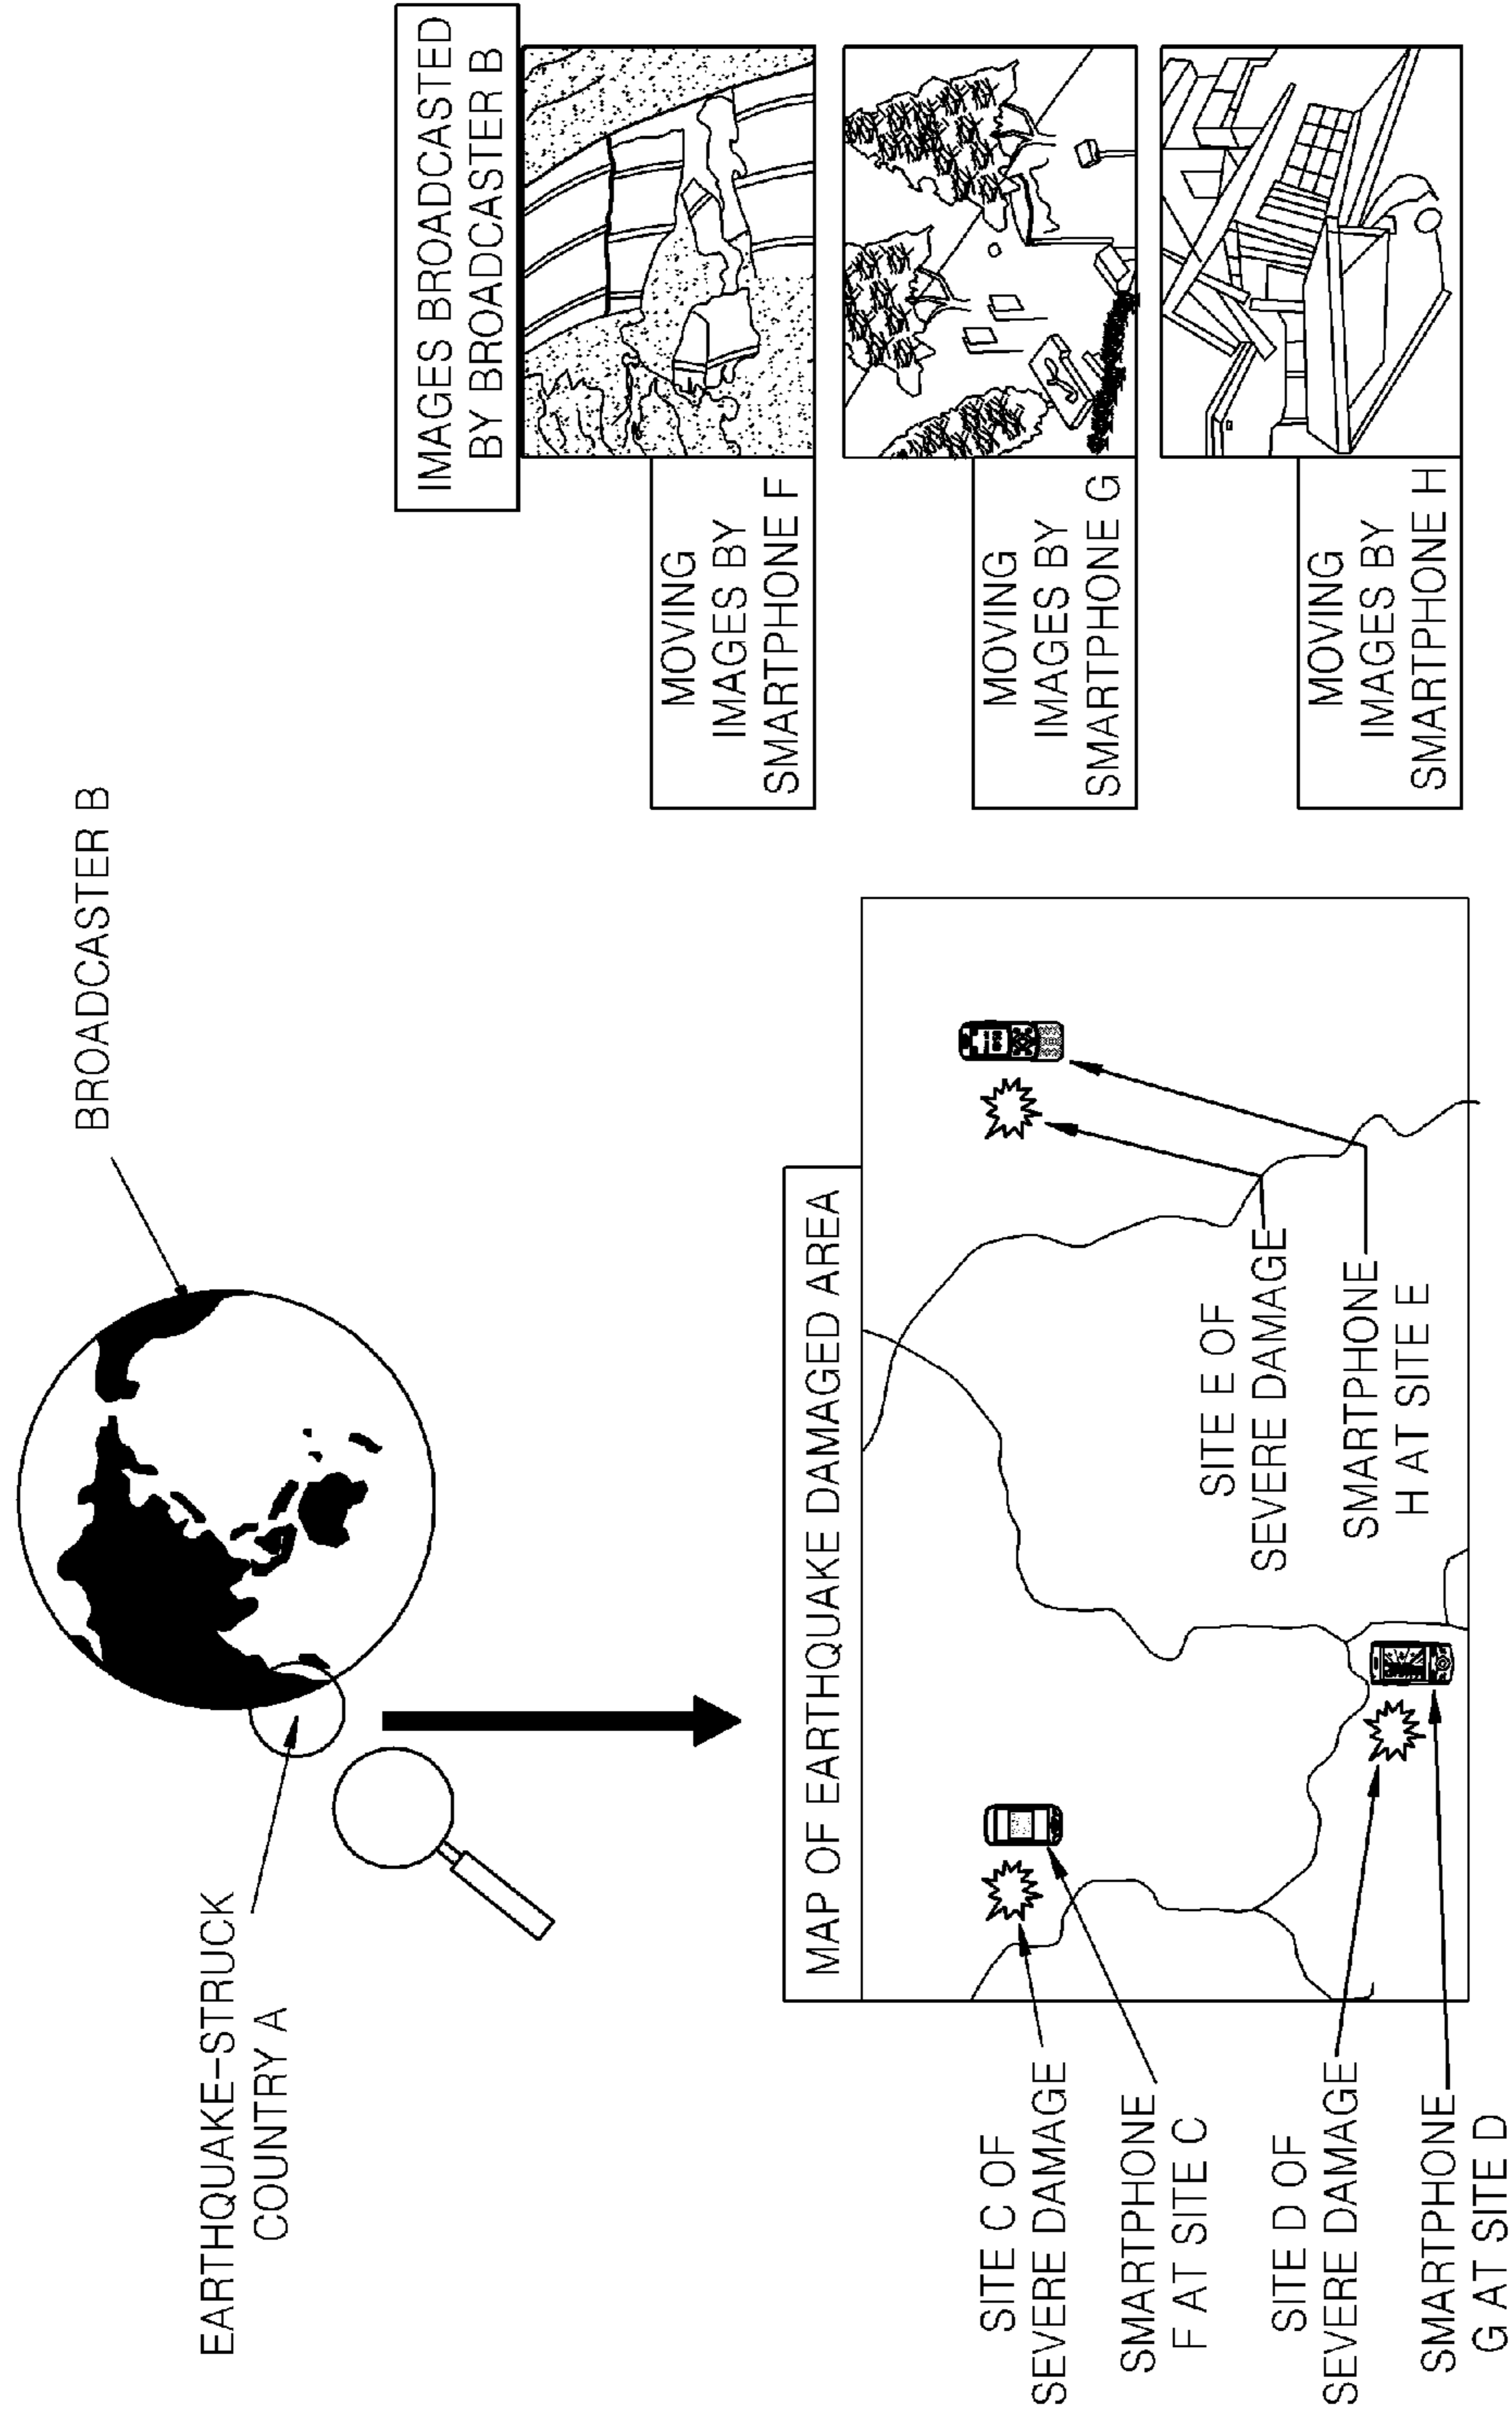 BROADCASTER B
EARTHQUAKE-STRUCK
COUNTRY A
MAP OF EARTHQUAKE DAMAGED AREA
SITE C OF
SEVERE DAMAGE
SMARTPHONE
F AT SITE C
SITE D OF
SEVERE DAMAGE
SMARTPHONE
G AT SITE D
SITE E OF
SEVERE DAMAGE
SMARTPHONE
H AT SITE E
IMAGES BROADCASTED
BY BROADCASTER B
MOVING
IMAGES BY
SMARTPHONE F
MOVING
IMAGES BY
SMARTPHONE G
MOVING
IMAGES BY
SMARTPHONE H